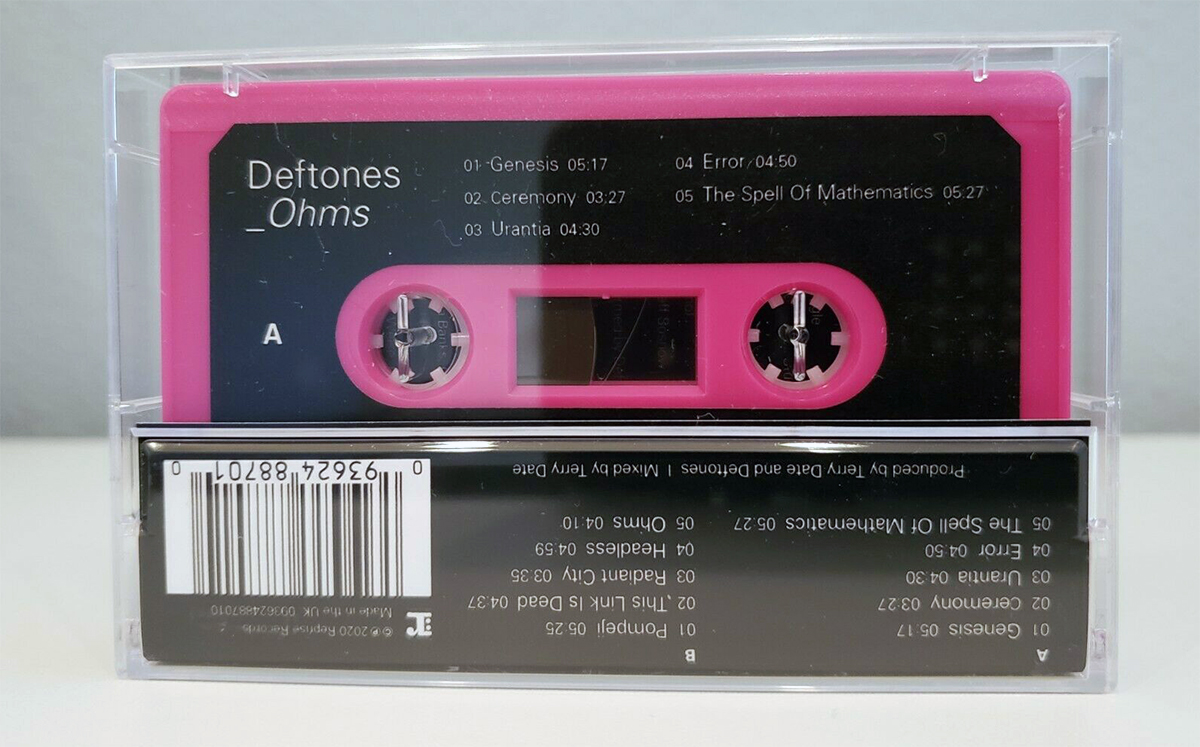 Deftones
_Ohms
01 Genesis 05:17
02 Ceremony 03:27
03 Urantia 04:30
04 Error 04:50
05 The Spell Of Mathematics 05:27
A
A
01 Genesis 05:17
02 Ceremony 03:27
03 Urantia 04:30
04 Error 04:50
05 The Spell Of Mathematics 05:27
B
01 Pompeji 05:25
02 This Link Is Dead 04:37
03 Radiant City 03:35
04 Headless 04:59
05 Ohms 04:10
Produced by Terry Date and Deftones | Mixed by Terry Date
℗© 2020 Reprise Records
Made in the UK 093624887010
0 93624 88701 0